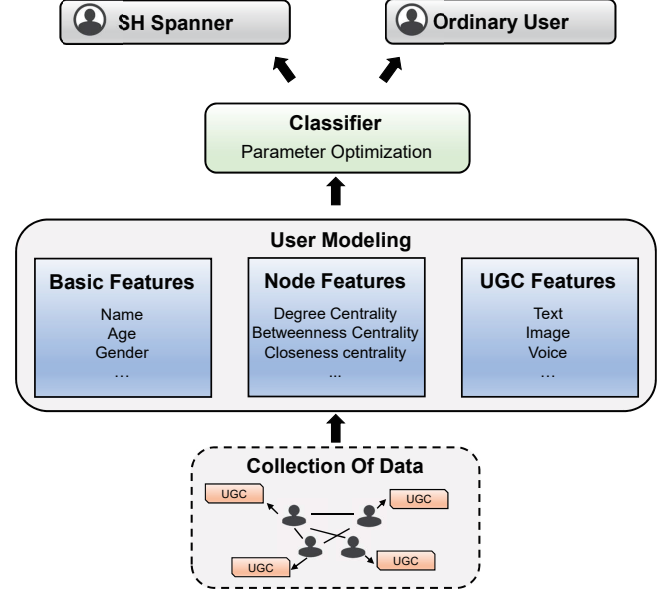 SH Spanner
Ordinary User
Classifier
Parameter Optimization
User Modeling
Basic Features
Name
Age
Gender
…
Node Features
Degree Centrality
Betweenness Centrality
Closeness centrality
...
UGC Features
Text
Image
Voice
…
Collection Of Data
UGC
UGC
UGC
UGC